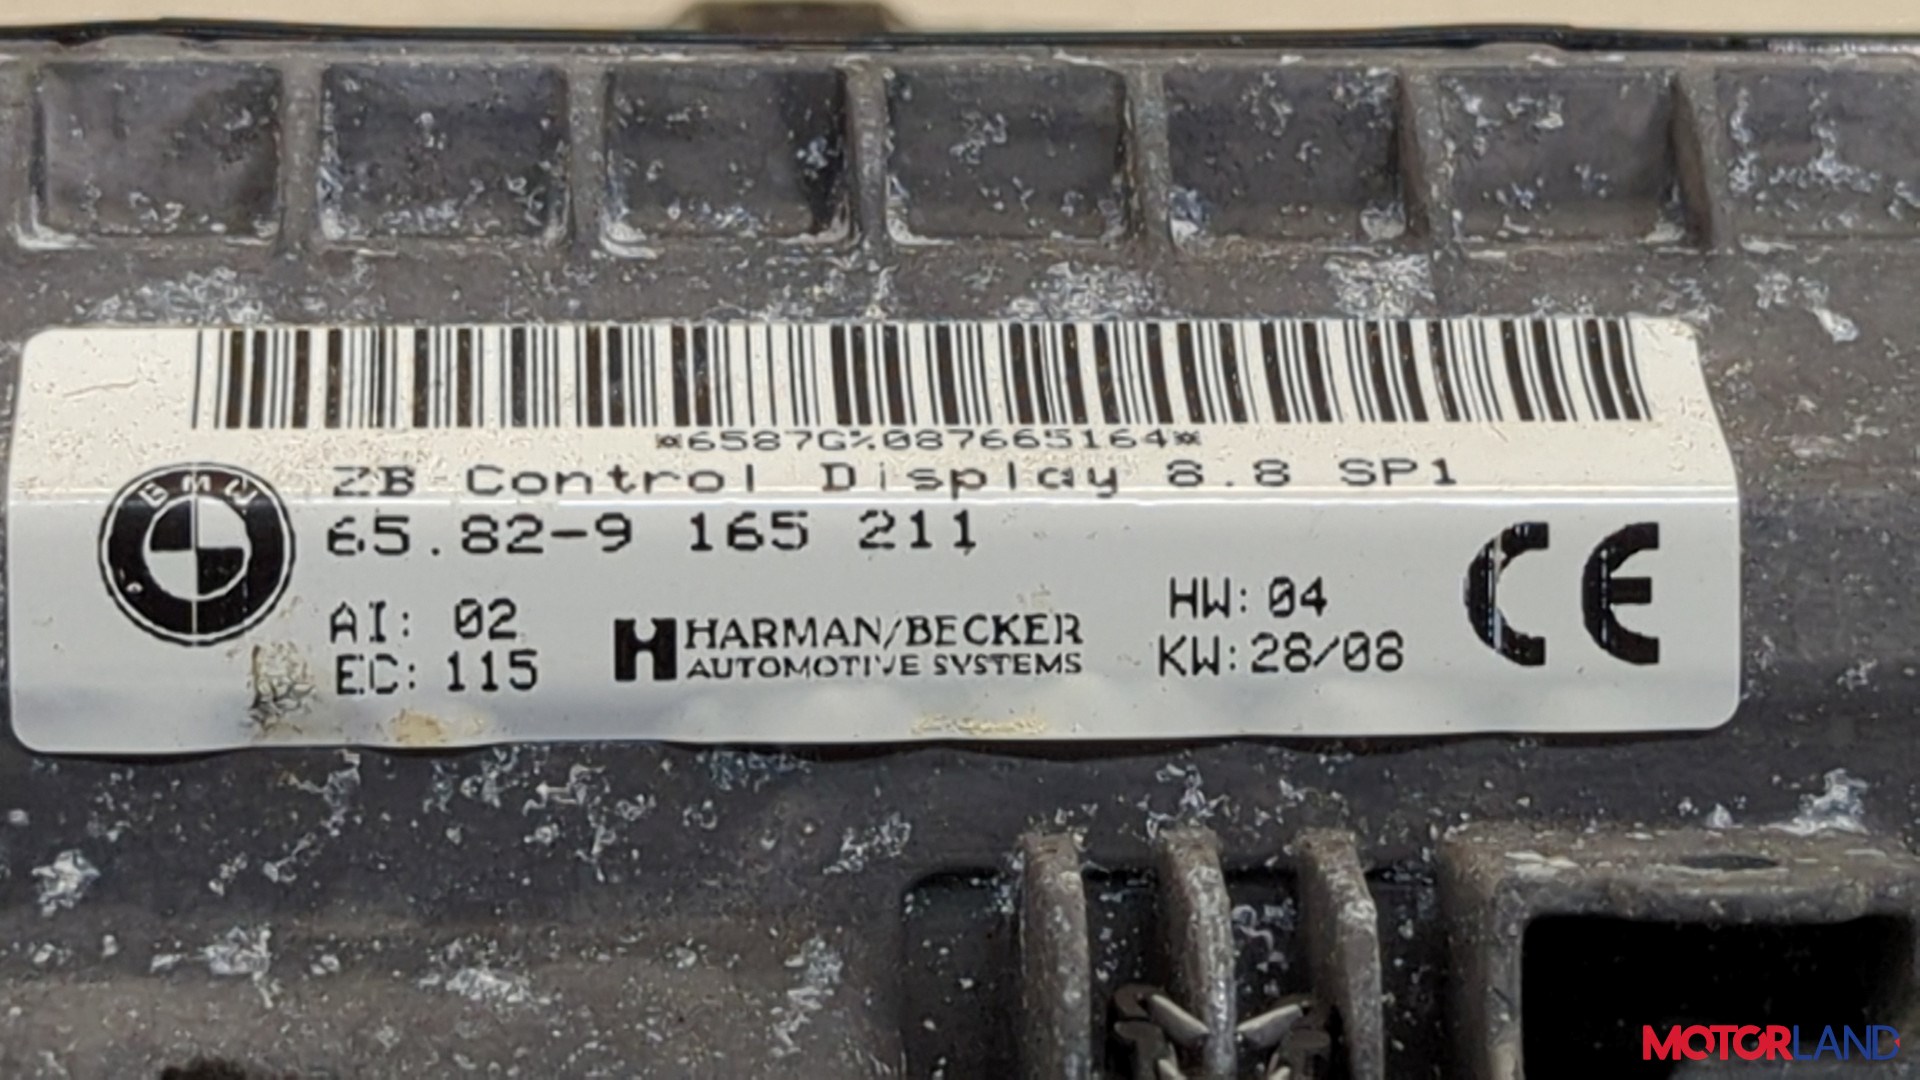 *6587G%087665164*
ZB Control Display 8.8 SP1
BMW
65.82-9 165 211
AI: 02
EC: 115
HARMAN/BECKER
AUTOMOTIVE SYSTEMS
HW: 04
KW: 28/08
CE
MOTORLAND